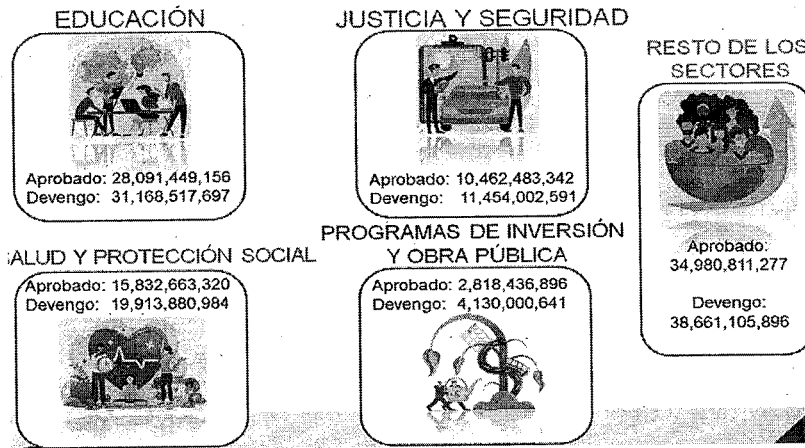 EDUCACIÓN
Aprobado: 28,091,449,156
Devengo: 31,168,517,697
JUSTICIA Y SEGURIDAD
Aprobado: 10,462,483,342
Devengo: 11,454,002,591
RESTO DE LOS
SECTORES
Aprobado:
34,980,811,277
Devengo:
38,661,105,896
ALUD Y PROTECCIÓN SOCIAL
Aprobado: 15,832,663,320
Devengo: 19,913,880,984
PROGRAMAS DE INVERSIÓN
Y OBRA PÚBLICA
Aprobado: 2,818,436,896
Devengo: 4,130,000,641